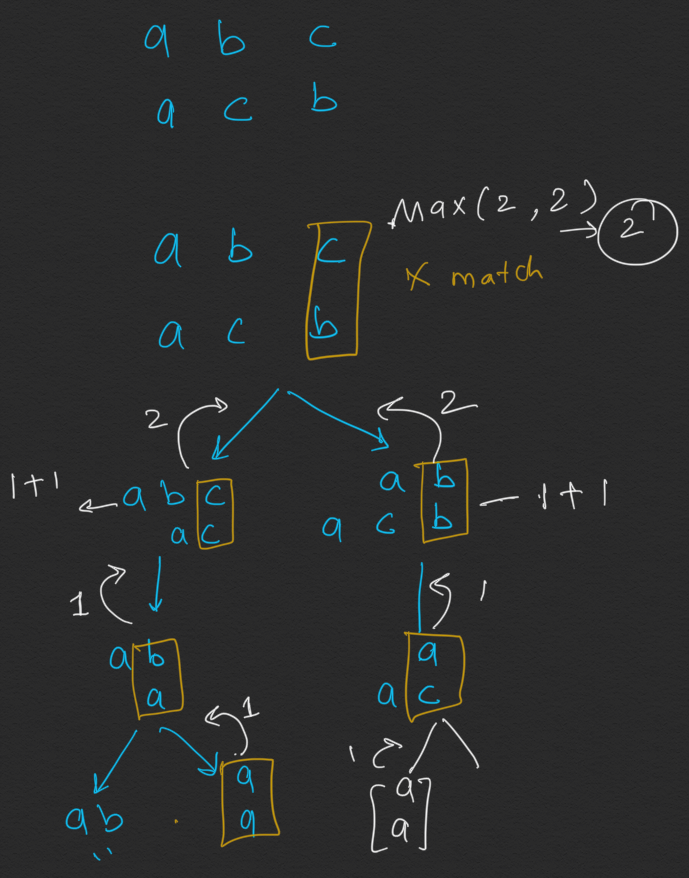 a b c
a c b
Max(2,2) → 2
a b c
x match
a c b
2 2
1+1 a b c a b 1+1
a c a c b
1 1
a b a
a a c
1 1
a b a a
" a a